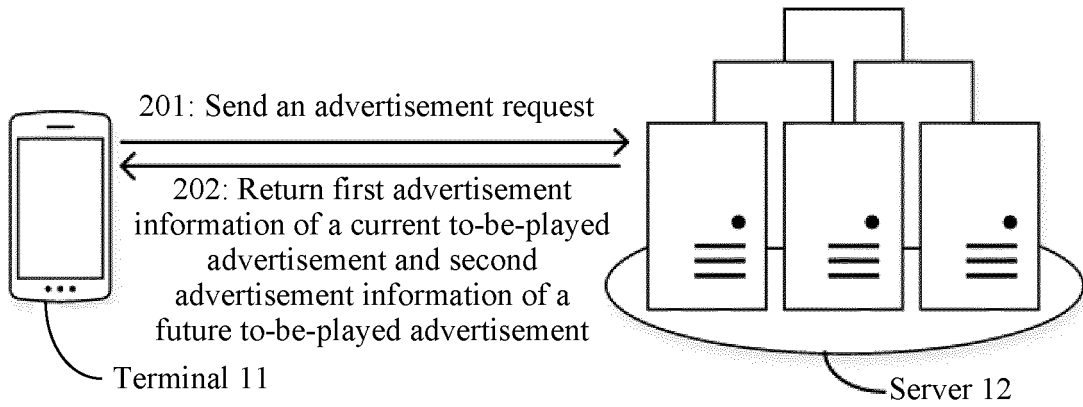 201: Send an advertisement request
202: Return first advertisement
information of a current to-be-played
advertisement and second
advertisement information of a
future to-be-played advertisement
Terminal 11
Server 12